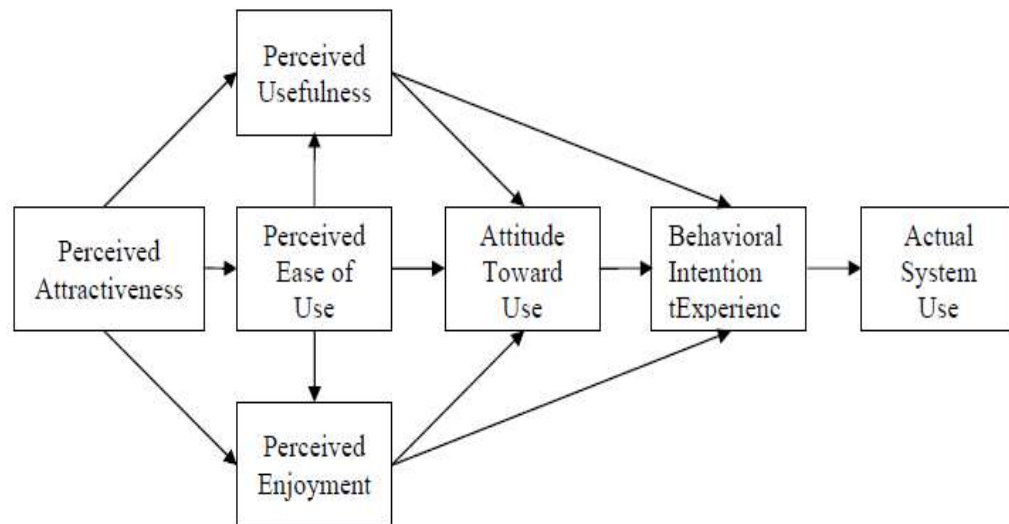 Perceived
Usefulness
Perceived
Attractiveness
Perceived
Ease of
Use
Attitude
Toward
Use
Behavioral
Intention
tExperienc
Actual
System
Use
Perceived
Enjoyment